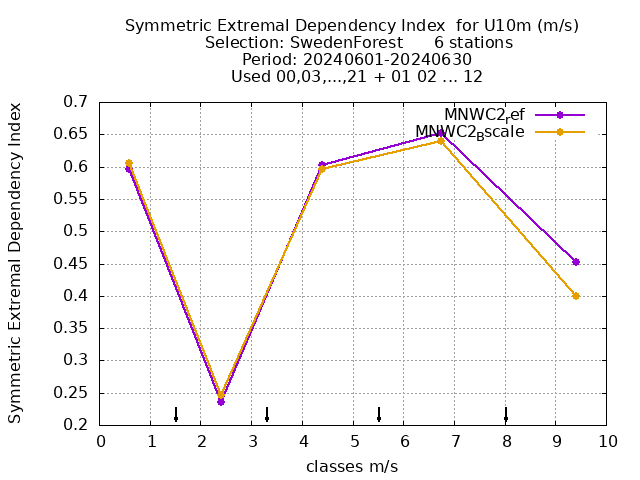 Symmetric Extremal Dependency Index  for U10m (m/s)
Selection: SwedenForest      6 stations
Period: 20240601-20240630
Used 00,03,...,21 + 01 02 ... 12
Symmetric Extremal Dependency Index
0.7
0.65
0.6
0.55
0.5
0.45
0.4
0.35
0.3
0.25
0.2
MNWC2ref
MNWC2Bscale
0 1 2 3 4 5 6 7 8 9 10
classes m/s